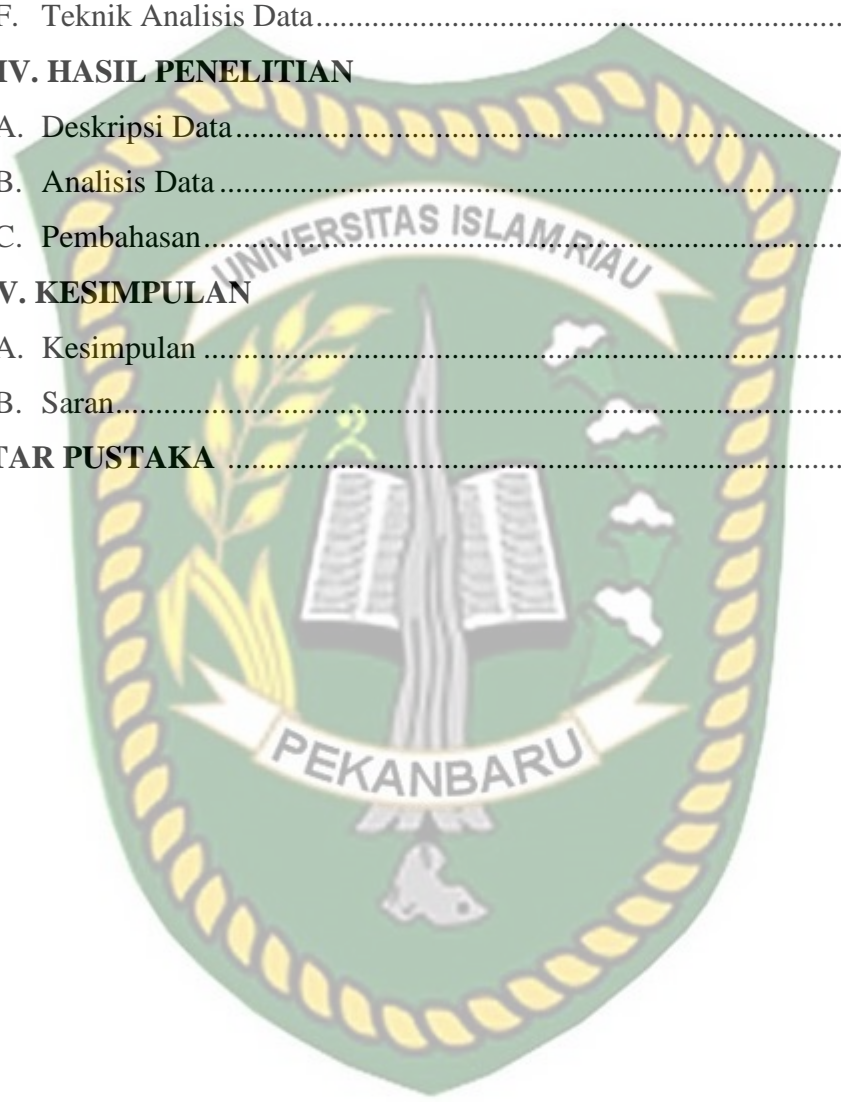 F. Teknik Analisis Data........................................................................
IV. HASIL PENELITIAN
A. Deskripsi Data..................................................................................
B. Analisis Data....................................................................................
C. Pembahasan......................................................................................
UNIVERSITAS ISLAM RIAU
V. KESIMPULAN
A. Kesimpulan......................................................................................
B. Saran.................................................................................................
TAR PUSTAKA....................................................................................
PEKANBARU